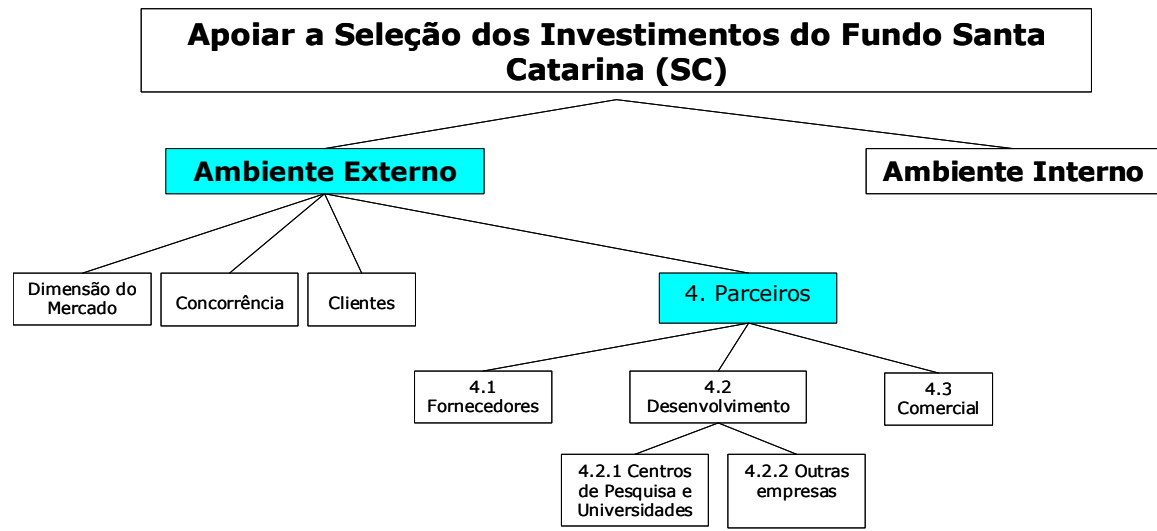 Apoiar a Seleção dos Investimentos do Fundo Santa
Catarina (SC)
Ambiente Externo
Ambiente Interno
Dimensão do
Mercado
Concorrência
Clientes
4. Parceiros
4.1
Fornecedores
4.2
Desenvolvimento
4.3
Comercial
4.2.1 Centros
de Pesquisa e
Universidades
4.2.2 Outras
empresas